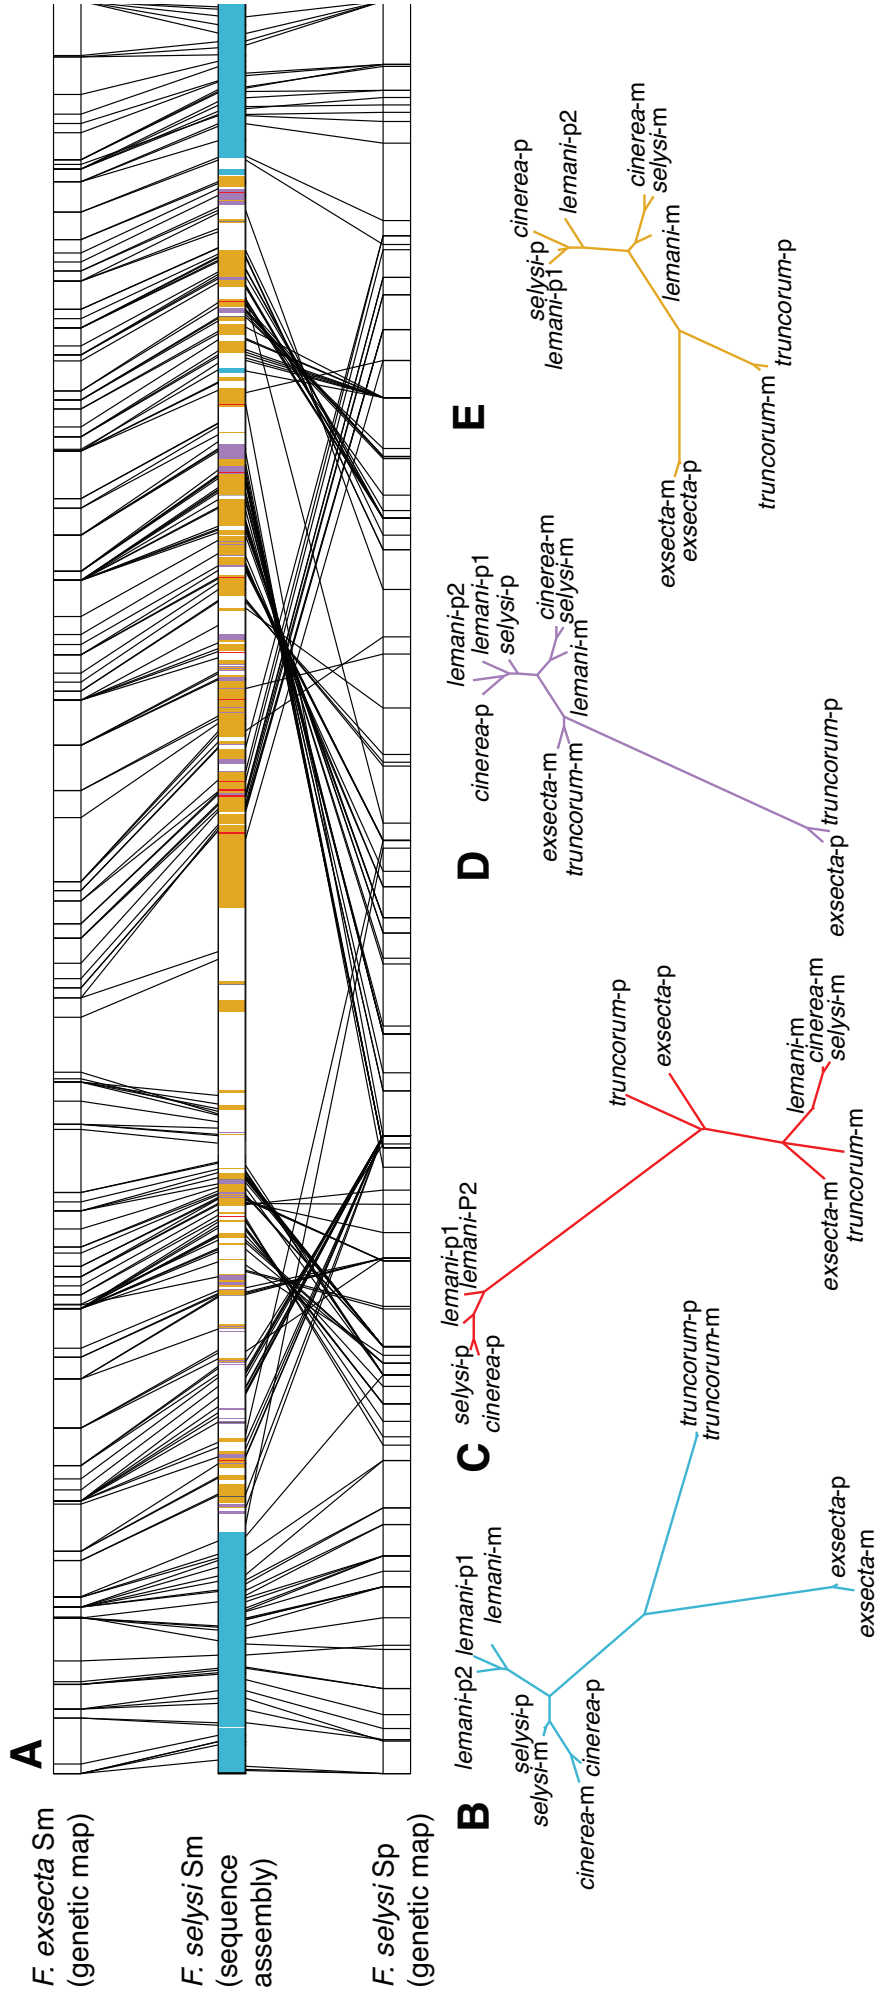 A
F. exsecta Sm
(genetic map)
F. selysi Sm
(sequence
assembly)
F. selysi Sp
(genetic map)
B
lemani-p2
lemani-p1
lemani-m
selysi-p
selysi-m
cinerea-p
cinerea-m
truncorum-p
truncorum-m
exsecta-p
exsecta-m
C
lemani-p1
lemani-P2
selysi-p
cinerea-p
truncorum-p
exsecta-p
lemani-m
cinerea-m
selysi-m
exsecta-m
truncorum-m
D
lemani-p2
lemani-p1
selysi-p
cinerea-p
cinerea-m
selysi-m
lemani-m
exsecta-m
truncorum-m
truncorum-p
exsecta-p
E
cinerea-p
lemani-p2
selysi-p
lemani-p1
cinerea-m
selysi-m
lemani-m
exsecta-m
exsecta-p
truncorum-p
truncorum-m